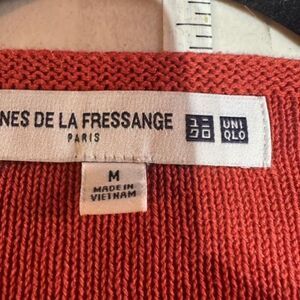 NES DE LA FRESSANGE
PARIS
ユニクロ
UNIQLO
M
MADE IN
VIETNAM